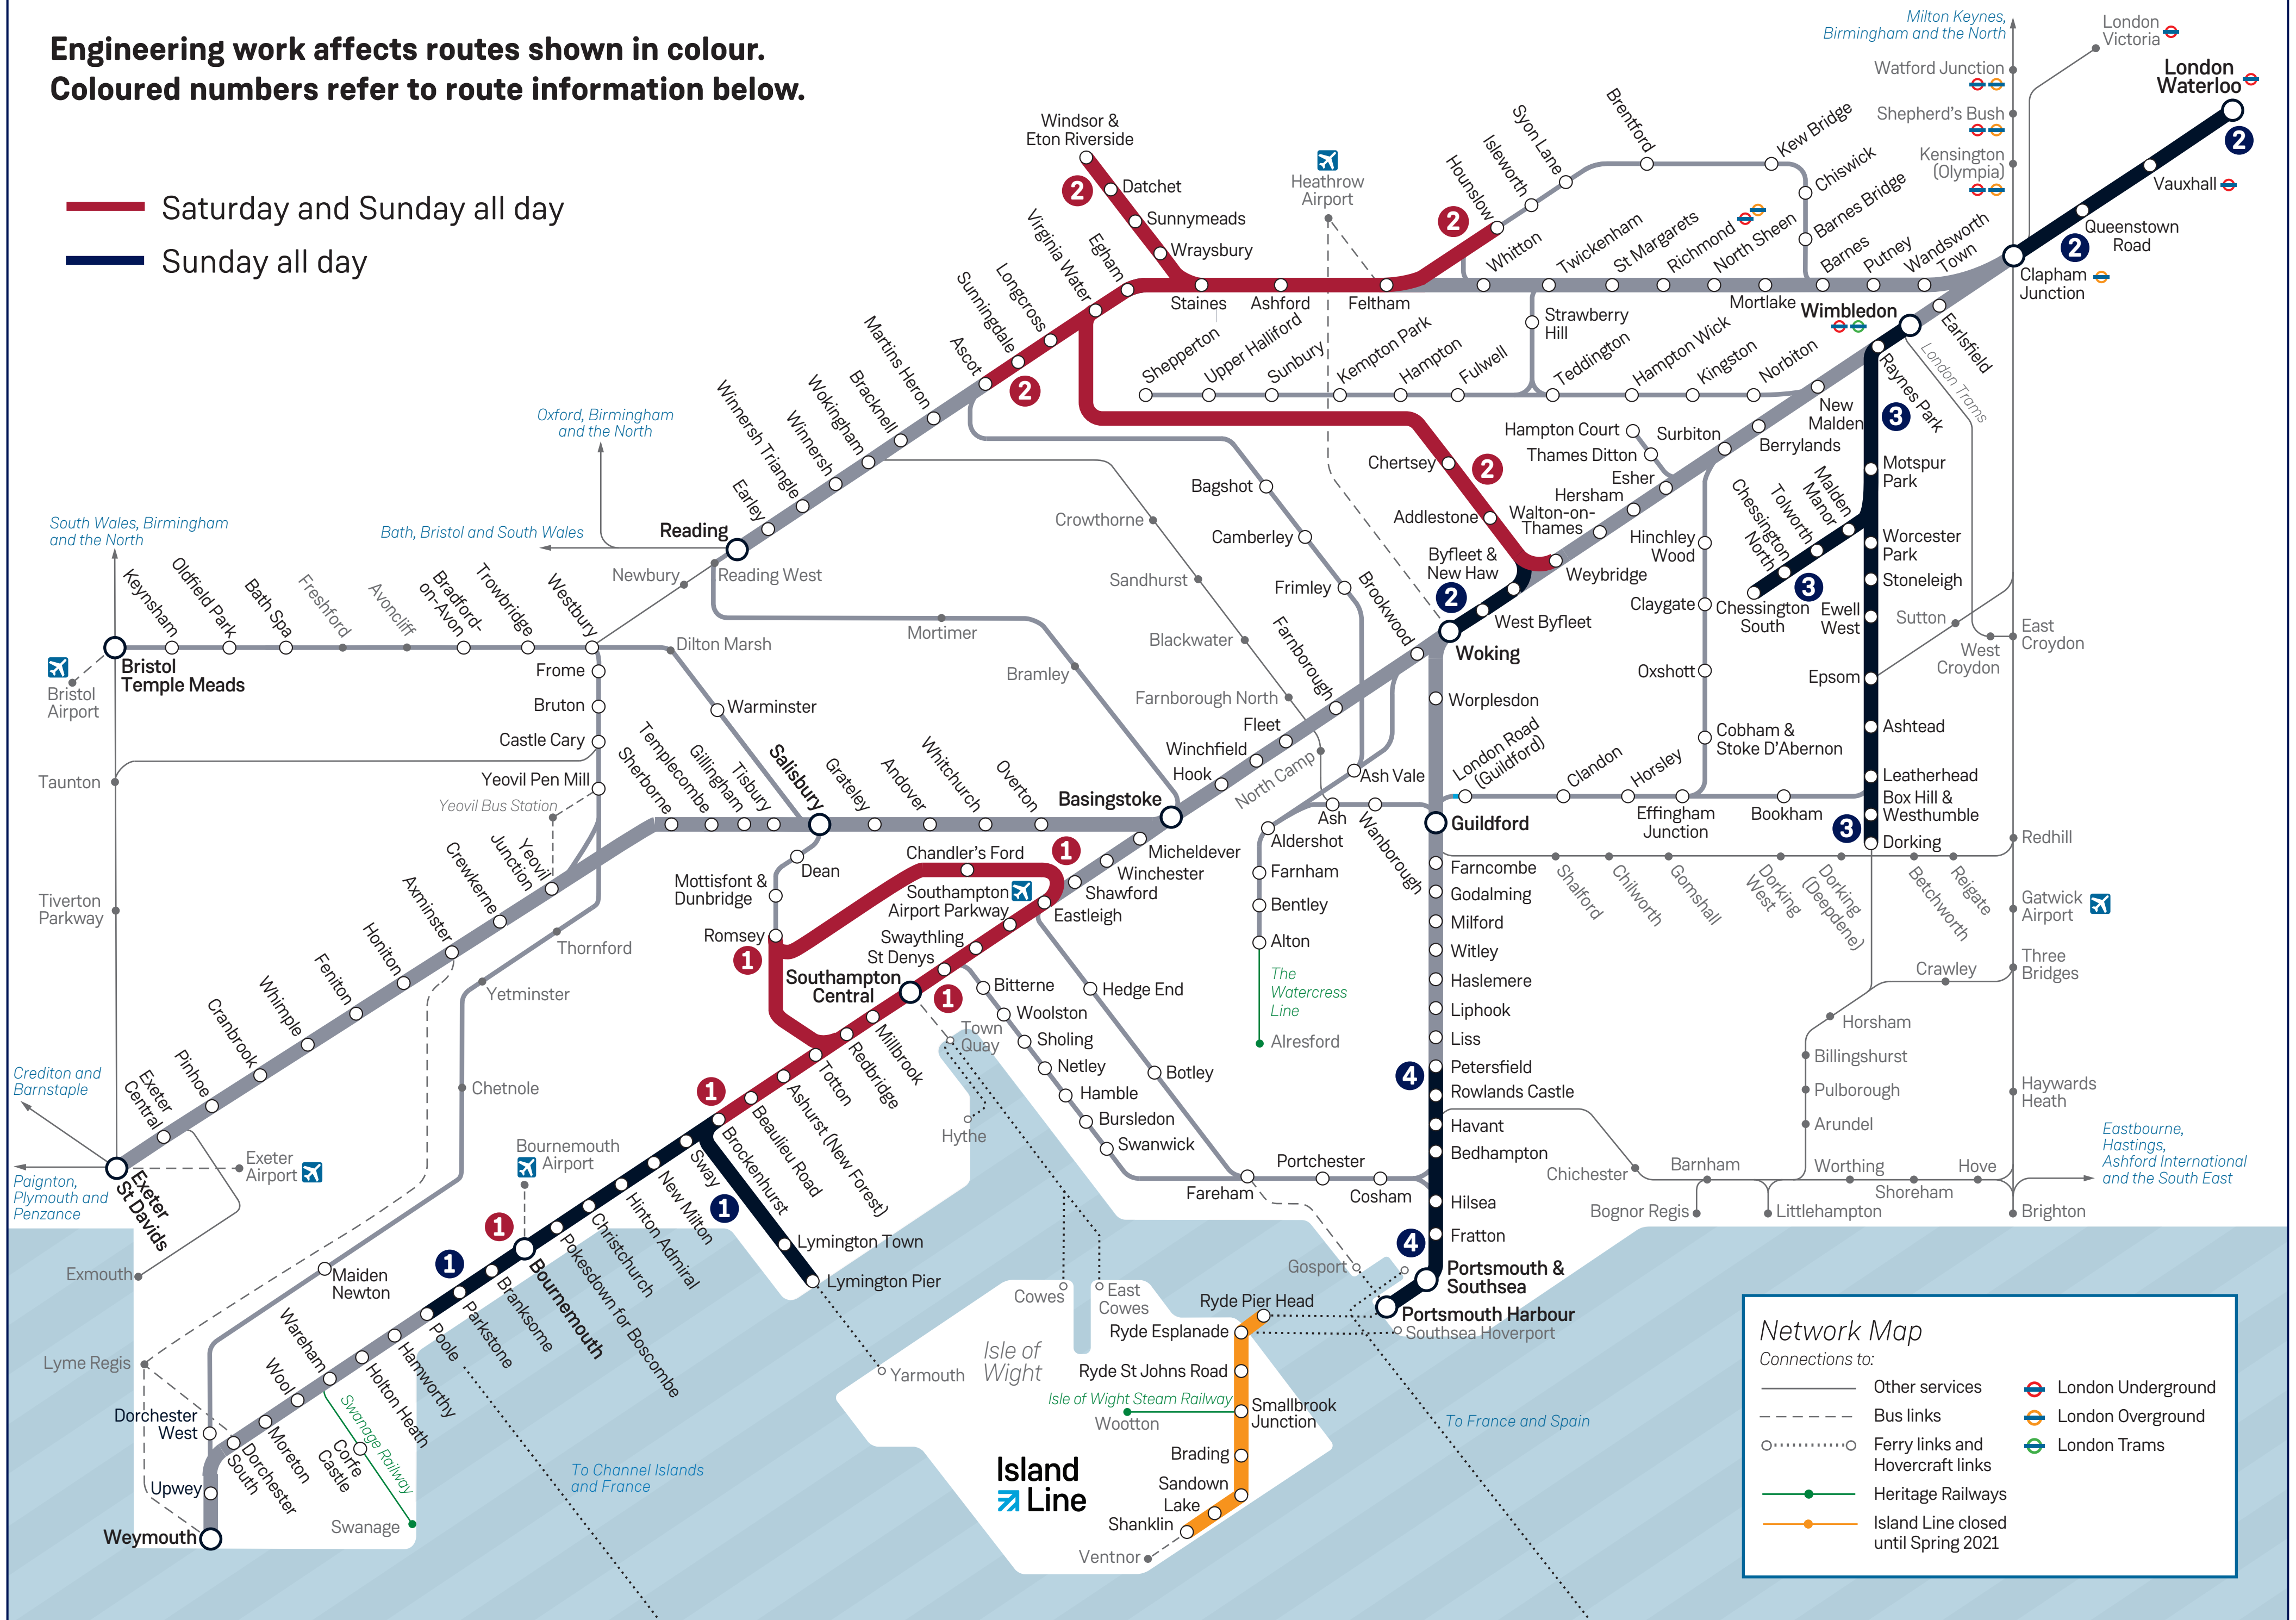 Engineering work affects routes shown in colour.
Coloured numbers refer to route information below.
Saturday and Sunday all day
Sunday all day
Milton Keynes,
Birmingham and the North
London
Victoria
Watford Junction
Shepherd's Bush
Kensington
(Olympia)
London
Waterloo
2
Vauxhall
Queenstown
Road
2
Clapham
Junction
Windsor &
Eton Riverside
2
Datchet
Sunnymeads
Wraysbury
Heathrow
Airport
2
Hounslow
Isleworth
Syon Lane
Brentford
Kew Bridge
Chiswick
Barnes Bridge
Staines
Ashford
Feltham
Whitton
Twickenham
St Margarets
Richmond
North Sheen
Mortlake
Barnes
Putney
Wandsworth
Town
Wimbledon
Earlsfield
London Trams
Strawberry
Hill
Shepperton
Upper Halliford
Sunbury
Kempton Park
Hampton
Fulwell
Teddington
Hampton Wick
Kingston
Norbiton
Raynes Park
New
Malden
Berrylands
Surbiton
Hampton Court
Thames Ditton
Esher
Hersham
Walton-on-
Thames
Weybridge
3
Motspur
Park
Malden
Manor
Tolworth
Chessington
North
Chessington
South
3
Worcester
Park
Stoneleigh
Ewell
West
Epsom
Ashtead
Leatherhead
Box Hill &
Westhumble
3
Dorking
Sutton
West
Croydon
East
Croydon
Hinchley
Wood
Claygate
Oxshott
Cobham &
Stoke D'Abernon
Virginia Water
Egham
Longcross
Sunningdale
Ascot
2
Martins Heron
Bracknell
Wokingham
Winnersh
Winnersh Triangle
Earley
Reading
Chertsey
2
Addlestone
Byfleet &
New Haw
2
West Byfleet
Woking
Bagshot
Camberley
Frimley
Brookwood
Crowthorne
Sandhurst
Blackwater
Farnborough North
North Camp
Farnborough
Fleet
Winchfield
Hook
Basingstoke
Ash Vale
Ash
Wanborough
Aldershot
Farnham
Bentley
Alton
The
Watercress
Line
Alresford
Oxford, Birmingham
and the North
Bath, Bristol and South Wales
South Wales, Birmingham
and the North
Newbury
Reading West
Mortimer
Bramley
Keynsham
Oldfield Park
Bath Spa
Freshford
Avoncliff
Bradford-
on-Avon
Trowbridge
Westbury
Bristol
Temple Meads
Bristol
Airport
Dilton Marsh
Warminster
Frome
Bruton
Castle Cary
Yeovil Pen Mill
Yeovil Bus Station
Taunton
Tiverton
Parkway
Sherborne
Templecombe
Gillingham
Tisbury
Salisbury
Grateley
Andover
Whitchurch
Overton
Yeovil
Junction
Crewkerne
Axminster
Honiton
Feniton
Whimple
Cranbrook
Pinhoe
Exeter
Central
Exeter
St Davids
Exeter
Airport
Exmouth
Crediton and
Barnstaple
Paignton,
Plymouth and
Penzance
Thornford
Yetminster
Chetnole
Maiden
Newton
Lyme Regis
Dorchester
West
Upwey
Weymouth
Dorchester
South
Moreton
Wool
Wareham
Holton Heath
Hamworthy
Poole
Parkstone
Branksome
1
1
Bournemouth
Bournemouth
Airport
Pokesdown for Boscombe
Christchurch
Hinton Admiral
New Milton
Sway
Brockenhurst
1
1
Lymington Town
Lymington Pier
Beaulieu Road
Ashurst (New Forest)
Totton
Redbridge
Millbrook
Swanage Railway
Corfe
Castle
Swanage
Dean
Mottisfont &
Dunbridge
Romsey
1
Chandler's Ford
1
Micheldever
Winchester
Shawford
Eastleigh
Southampton
Airport Parkway
Swaythling
St Denys
Southampton
Central
1
Bitterne
Woolston
Sholing
Netley
Hamble
Bursledon
Swanwick
Hedge End
Botley
Fareham
Portchester
Cosham
Town
Quay
Hythe
Worplesdon
London Road
(Guildford)
Clandon
Horsley
Effingham
Junction
Bookham
Guildford
Farncombe
Godalming
Milford
Witley
Haslemere
Liphook
Liss
4
Petersfield
Rowlands Castle
Havant
Bedhampton
Hilsea
Fratton
4
Portsmouth &
Southsea
Portsmouth Harbour
Southsea Hoverport
Gosport
Shalford
Chilworth
Gomshall
Dorking
West
Dorking
(Deepdene)
Betchworth
Reigate
Redhill
Gatwick
Airport
Three
Bridges
Crawley
Horsham
Billingshurst
Pulborough
Arundel
Haywards
Heath
Chichester
Barnham
Bognor Regis
Littlehampton
Worthing
Shoreham
Hove
Brighton
Eastbourne,
Hastings,
Ashford International
and the South East
Cowes
East
Cowes
Yarmouth
Isle of
Wight
Ryde Pier Head
Ryde Esplanade
Ryde St Johns Road
Isle of Wight Steam Railway
Wootton
Smallbrook
Junction
Brading
Sandown
Lake
Shanklin
Ventnor
Island
Line
To Channel Islands
and France
To France and Spain
Network Map
Connections to:
Other services
Bus links
Ferry links and
Hovercraft links
Heritage Railways
Island Line closed
until Spring 2021
London Underground
London Overground
London Trams